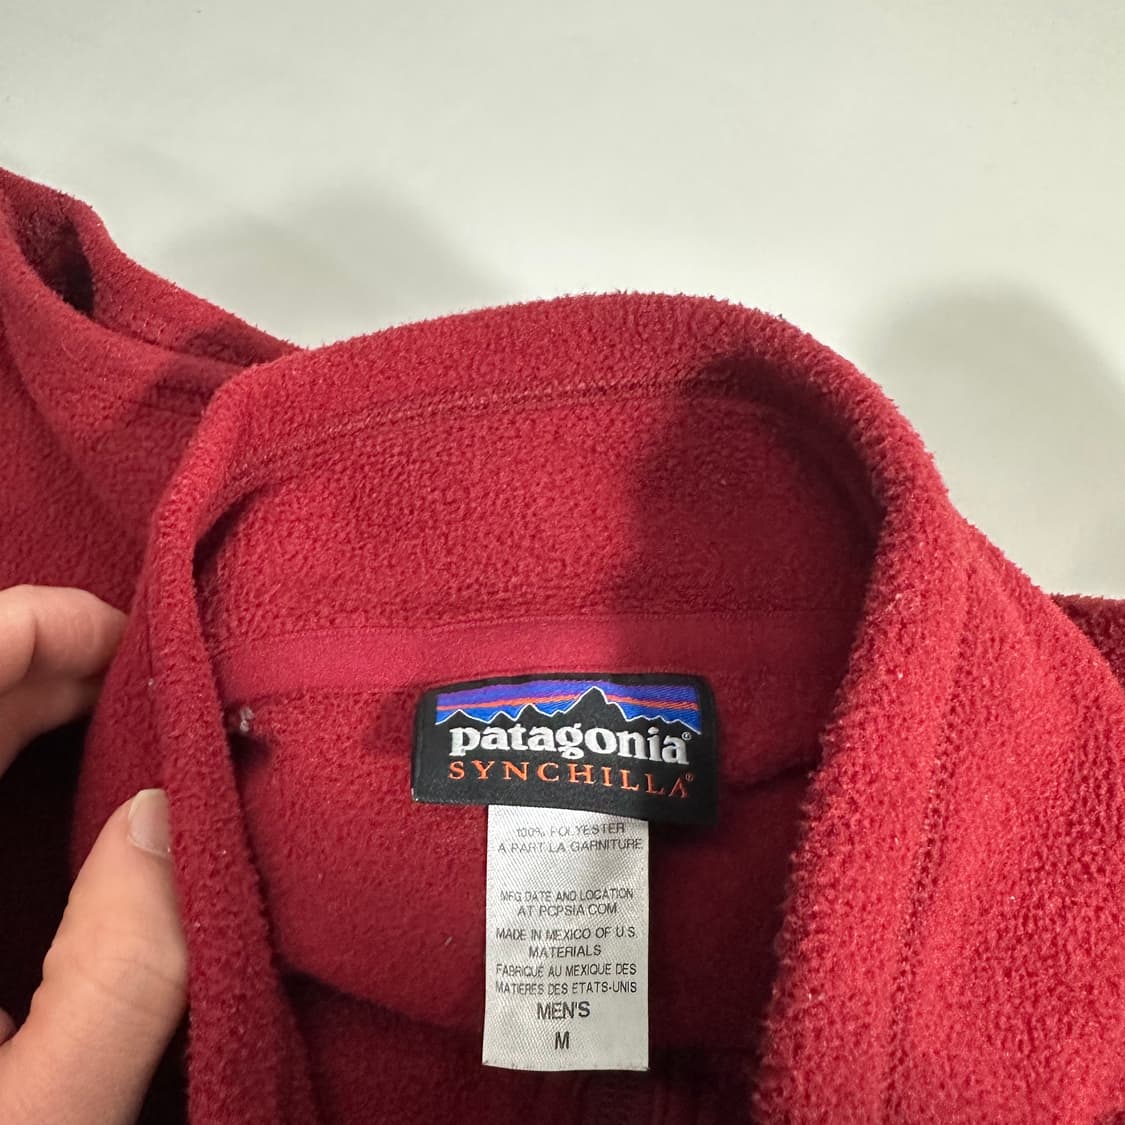 patagonia®
SYNCHILLA®
100% POLYESTER
A PART LA GARNITURE
MFG DATE AND LOCATION
AT PCPSIA.COM
MADE IN MEXICO OF U.S.
MATERIALS
FABRIQUÉ AU MEXIQUE DES
MATIERES DES ETATS-UNIS
MEN'S
M